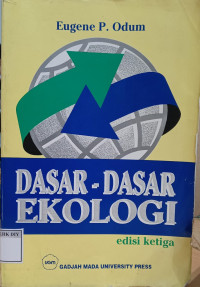 Eugene P. Odum
DASAR - DASAR
EKOLOGI
edisi ketiga
GADJAH MADA UNIVERSITY PRESS